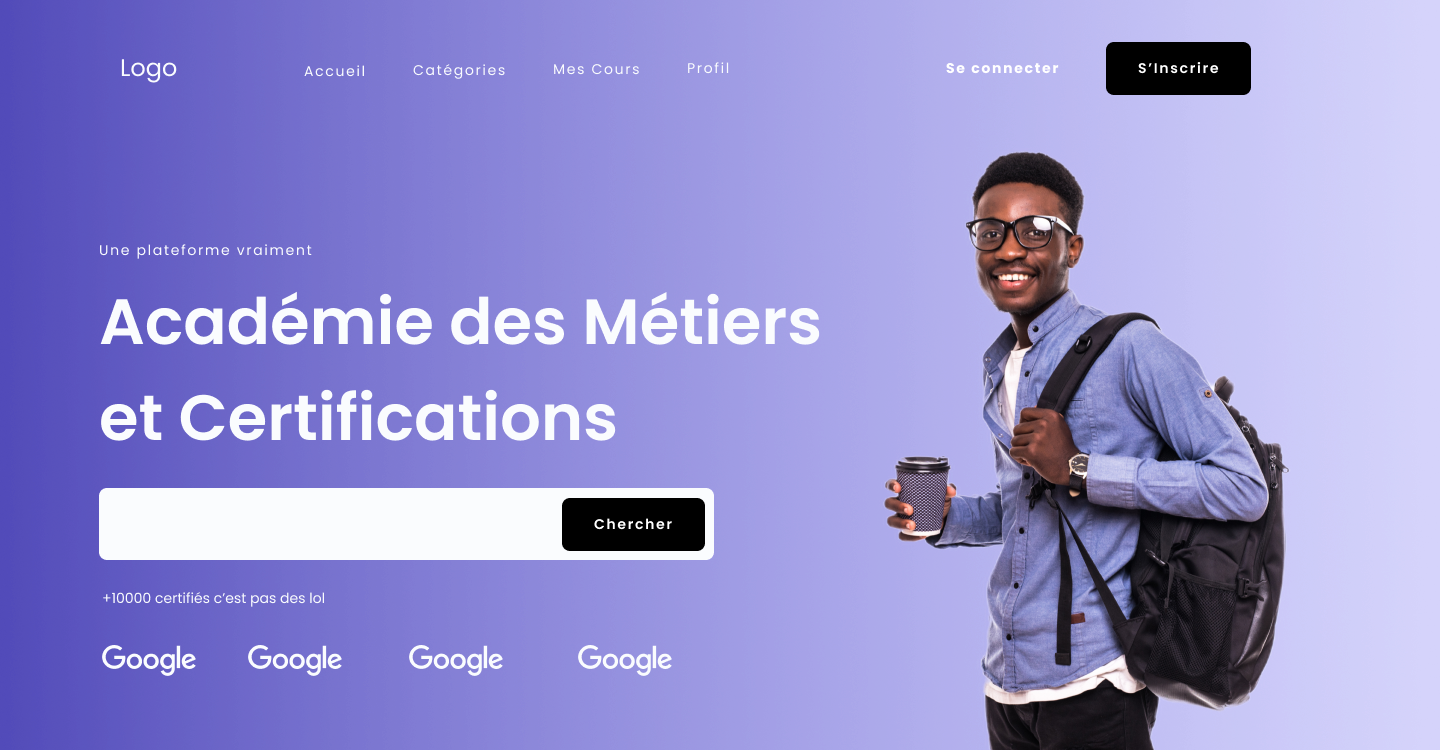 Logo
Accueil
Catégories
Mes Cours
Profil
Se connecter
S’Inscrire
Une plateforme vraiment
Académie des Métiers
et Certifications
Chercher
+10000 certifiés c’est pas des lol
Google
Google
Google
Google